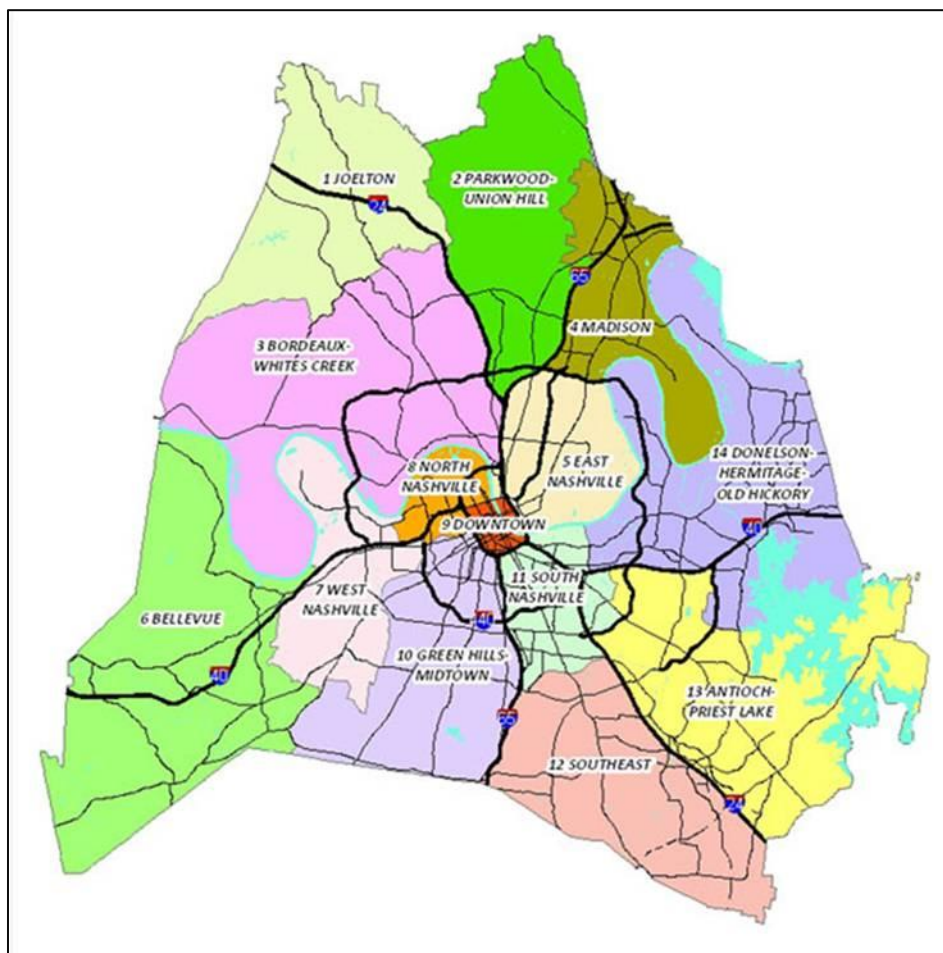 1 JOELTON
24
2 PARKWOOD-
UNION HILL
65
4 MADISON
3 BORDEAUX-
WHITES CREEK
8 NORTH
NASHVILLE
5 EAST
NASHVILLE
14 DONELSON-
HERMITAGE-
OLD HICKORY
40
9 DOWNTOWN
11 SOUTH
NASHVILLE
7 WEST
NASHVILLE
6 BELLEVUE
40
40
10 GREEN HILLS-
MIDTOWN
65
13 ANTIOCH-
PRIEST LAKE
12 SOUTHEAST
24